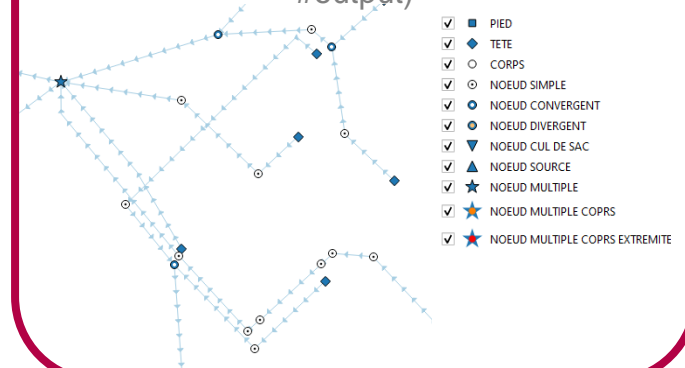 #output)
PIED
TETE
CORPS
NOEUD SIMPLE
NOEUD CONVERGENT
NOEUD DIVERGENT
NOEUD CUL DE SAC
NOEUD SOURCE
NOEUD MULTIPLE
NOEUD MULTIPLE COPRS
NOEUD MULTIPLE COPRS EXTREMITE